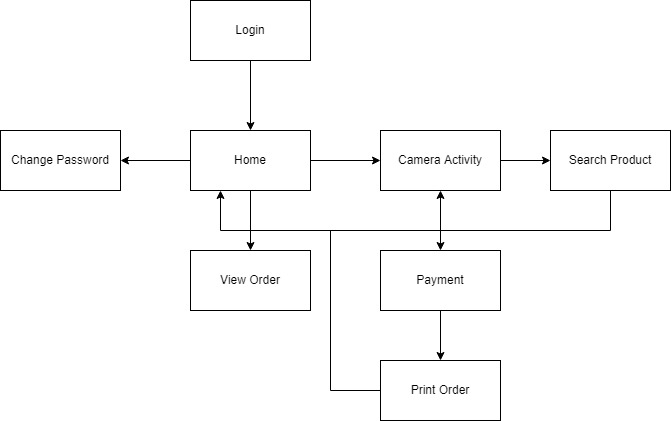 Login
Change Password
Home
Camera Activity
Search Product
View Order
Payment
Print Order